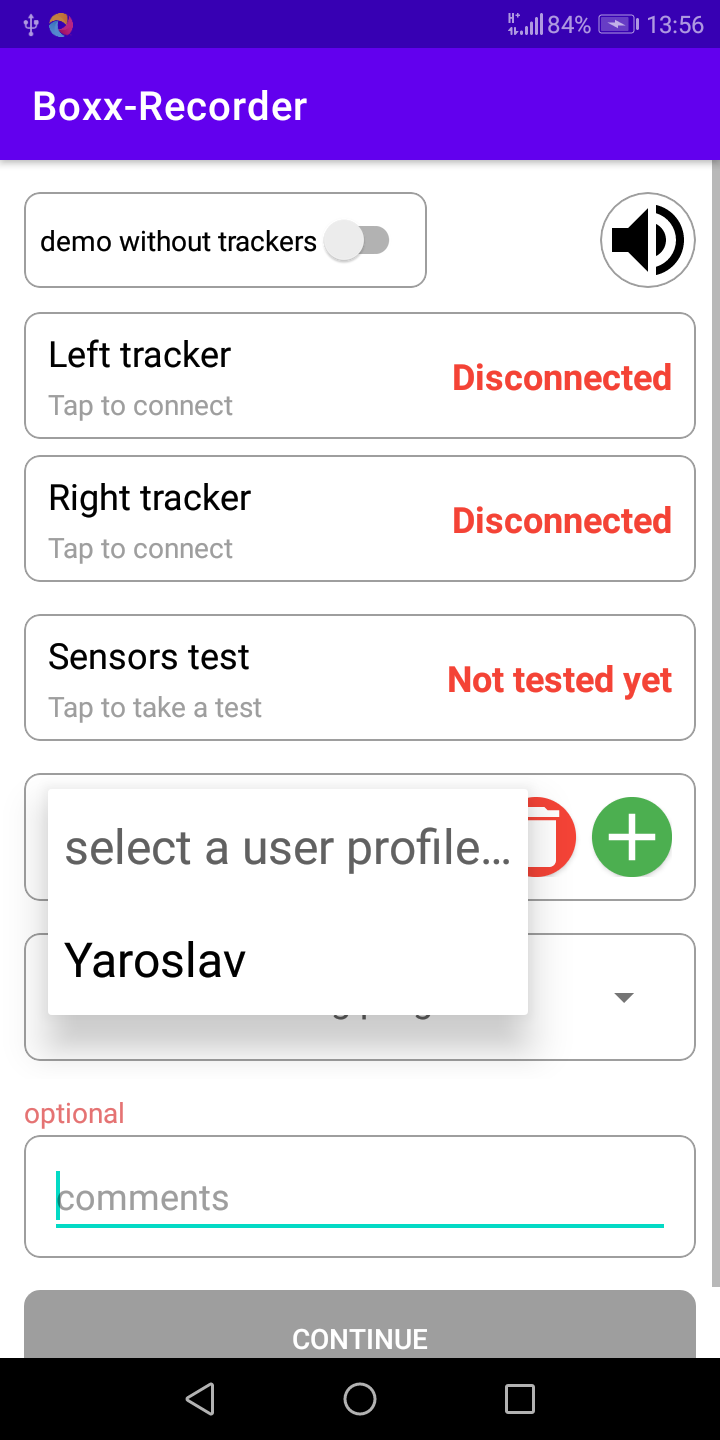 84% 13:56
Boxx-Recorder
demo without trackers
Left tracker
Disconnected
Tap to connect
Right tracker
Disconnected
Tap to connect
Sensors test
Not tested yet
Tap to take a test
select a user profile...
Yaroslav
optional
comments
CONTINUE